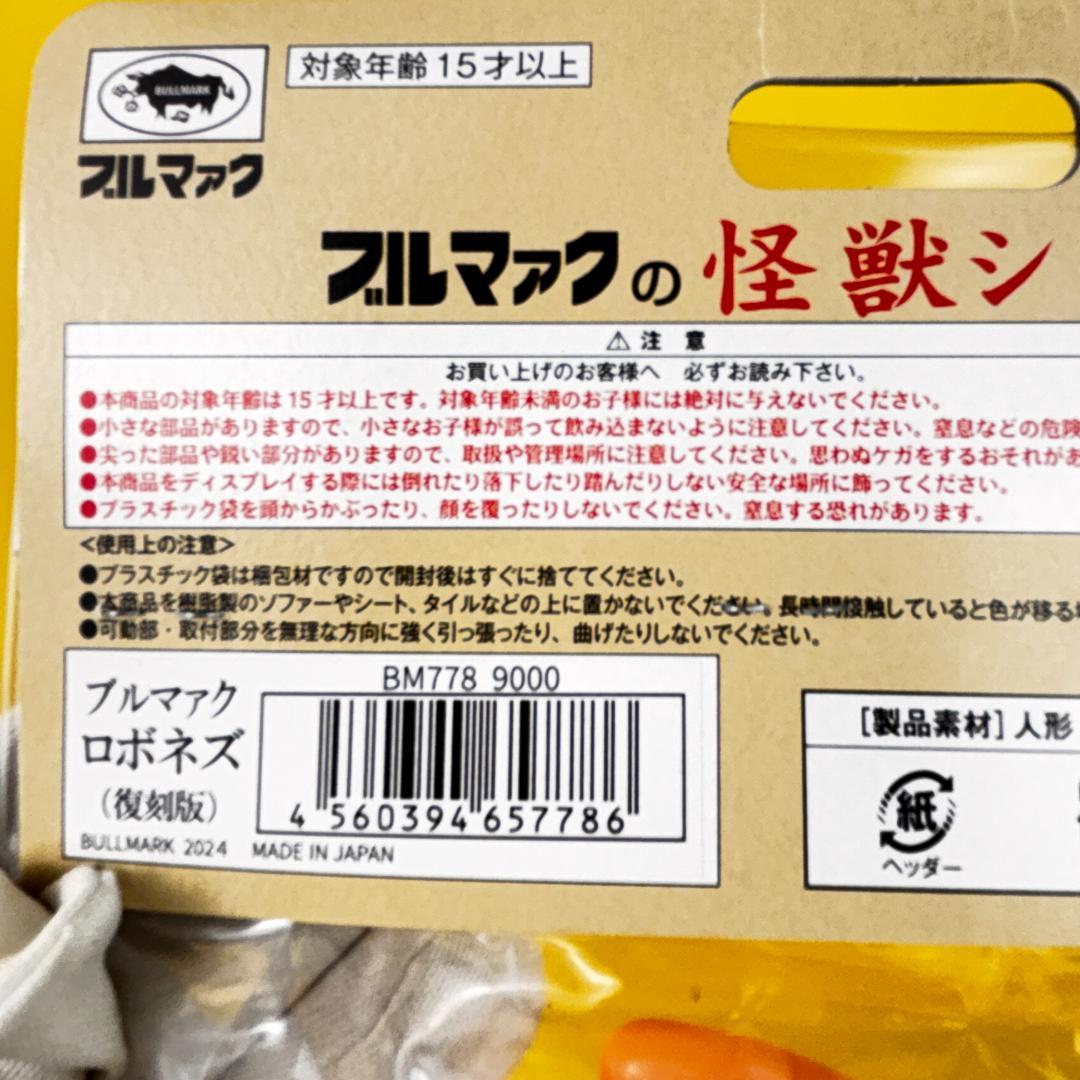 BULLMARK
ブルマァク
対象年齢15才以上
ブルマァクの怪獣シ
⚠ 注 意
お買い上げのお客様へ 必ずお読み下さい。
●本商品の対象年齢は15才以上です。対象年齢未満のお子様には絶対に与えないでください。
●小さな部品がありますので、小さなお子様が誤って飲み込まないように注意してください。窒息などの危険
●尖った部品や鋭い部分がありますので、取扱や管理場所に注意してください。思わぬケガをするおそれがあ
●本商品をディスプレイする際には倒れたり落下したり踏んだりしない安全な場所に飾ってください。
●プラスチック袋を頭からかぶったり、顔を覆ったりしないでください。窒息する恐れがあります。
<使用上の注意>
●プラスチック袋は梱包材ですので開封後はすぐに捨ててください。
●本商品を樹脂製のソファーやシート、タイルなどの上に置かないでください。長時間接触していると色が移る場
●可動部・取付部分を無理な方向に強く引っ張ったり、曲げたりしないでください。
ブルマァク
ロボネズ
（復刻版）
BM778 9000
4 560394 657786
BULLMARK 2024 MADE IN JAPAN
［製品素材］人形
紙
ヘッダー